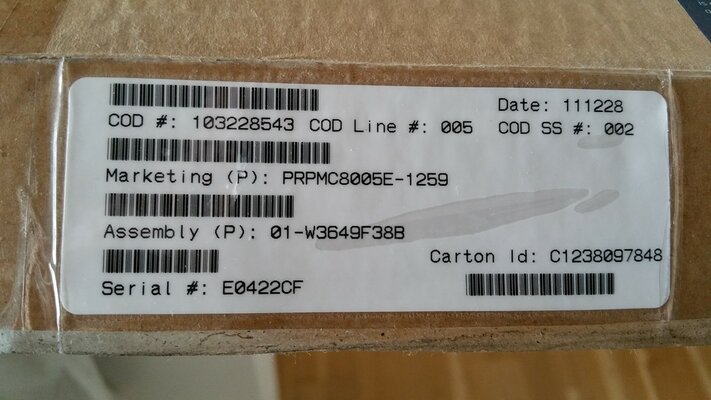 Date: 111228
COD #: 103228543 COD Line #: 005 COD SS #: 002
Marketing (P): PRPMC8005E-1259
Assembly (P): 01-W3649F38B
Carton Id: C1238097848
Serial #: E0422CF